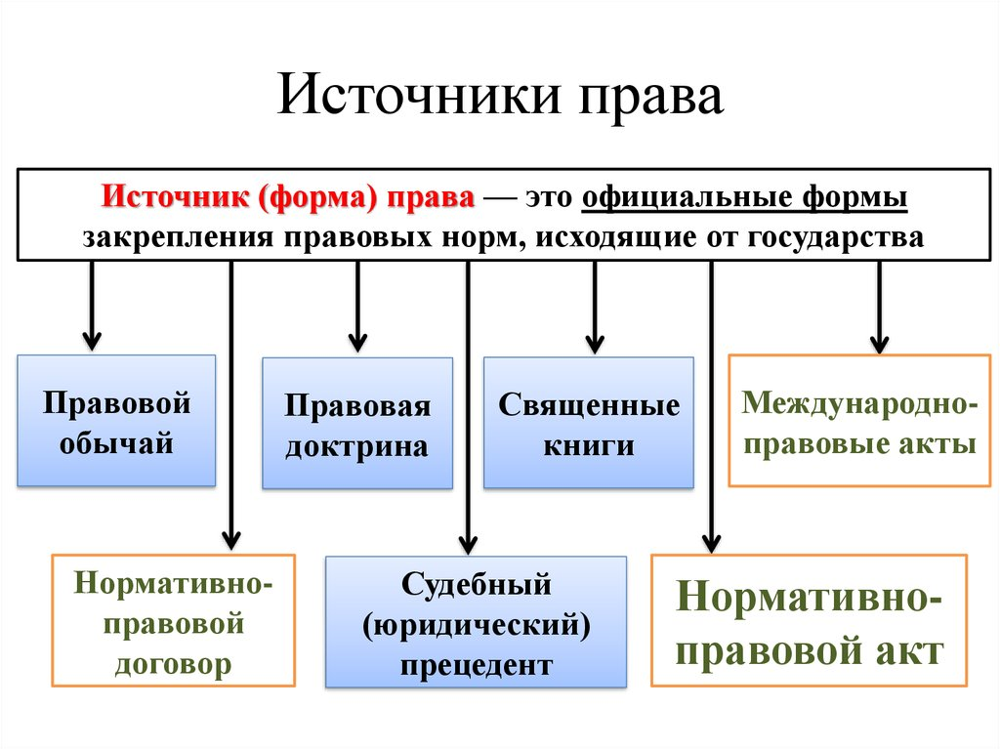 Источники права
Источник (форма) права — это официальные формы
закрепления правовых норм, исходящие от государства
Правовой
обычай
Правовая
доктрина
Священные
книги
Международно-
правовые акты
Нормативно-
правовой
договор
Судебный
(юридический)
прецедент
Нормативно-
правовой акт